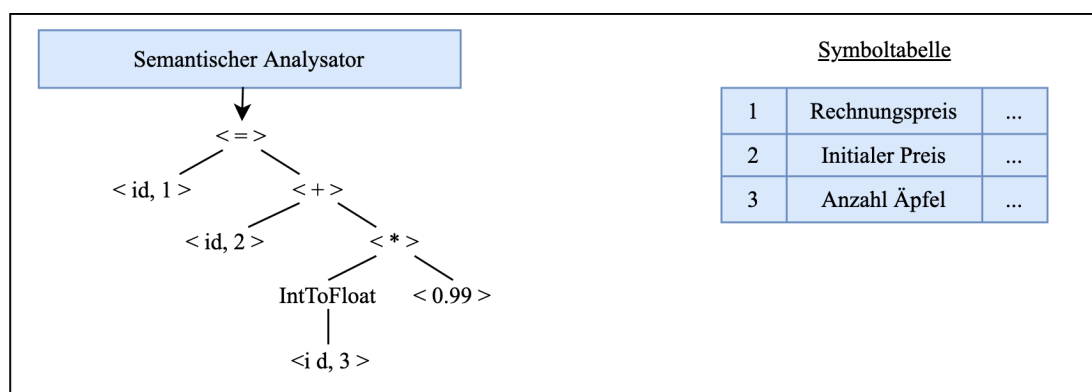 Semantischer Analysator
Symboltabelle
1 Rechnungspreis ...
2 Initialer Preis ...
3 Anzahl Äpfel ...
< = >
< id, 1 > < + >
< id, 2 > < * >
IntToFloat < 0.99 >
<i d, 3 >